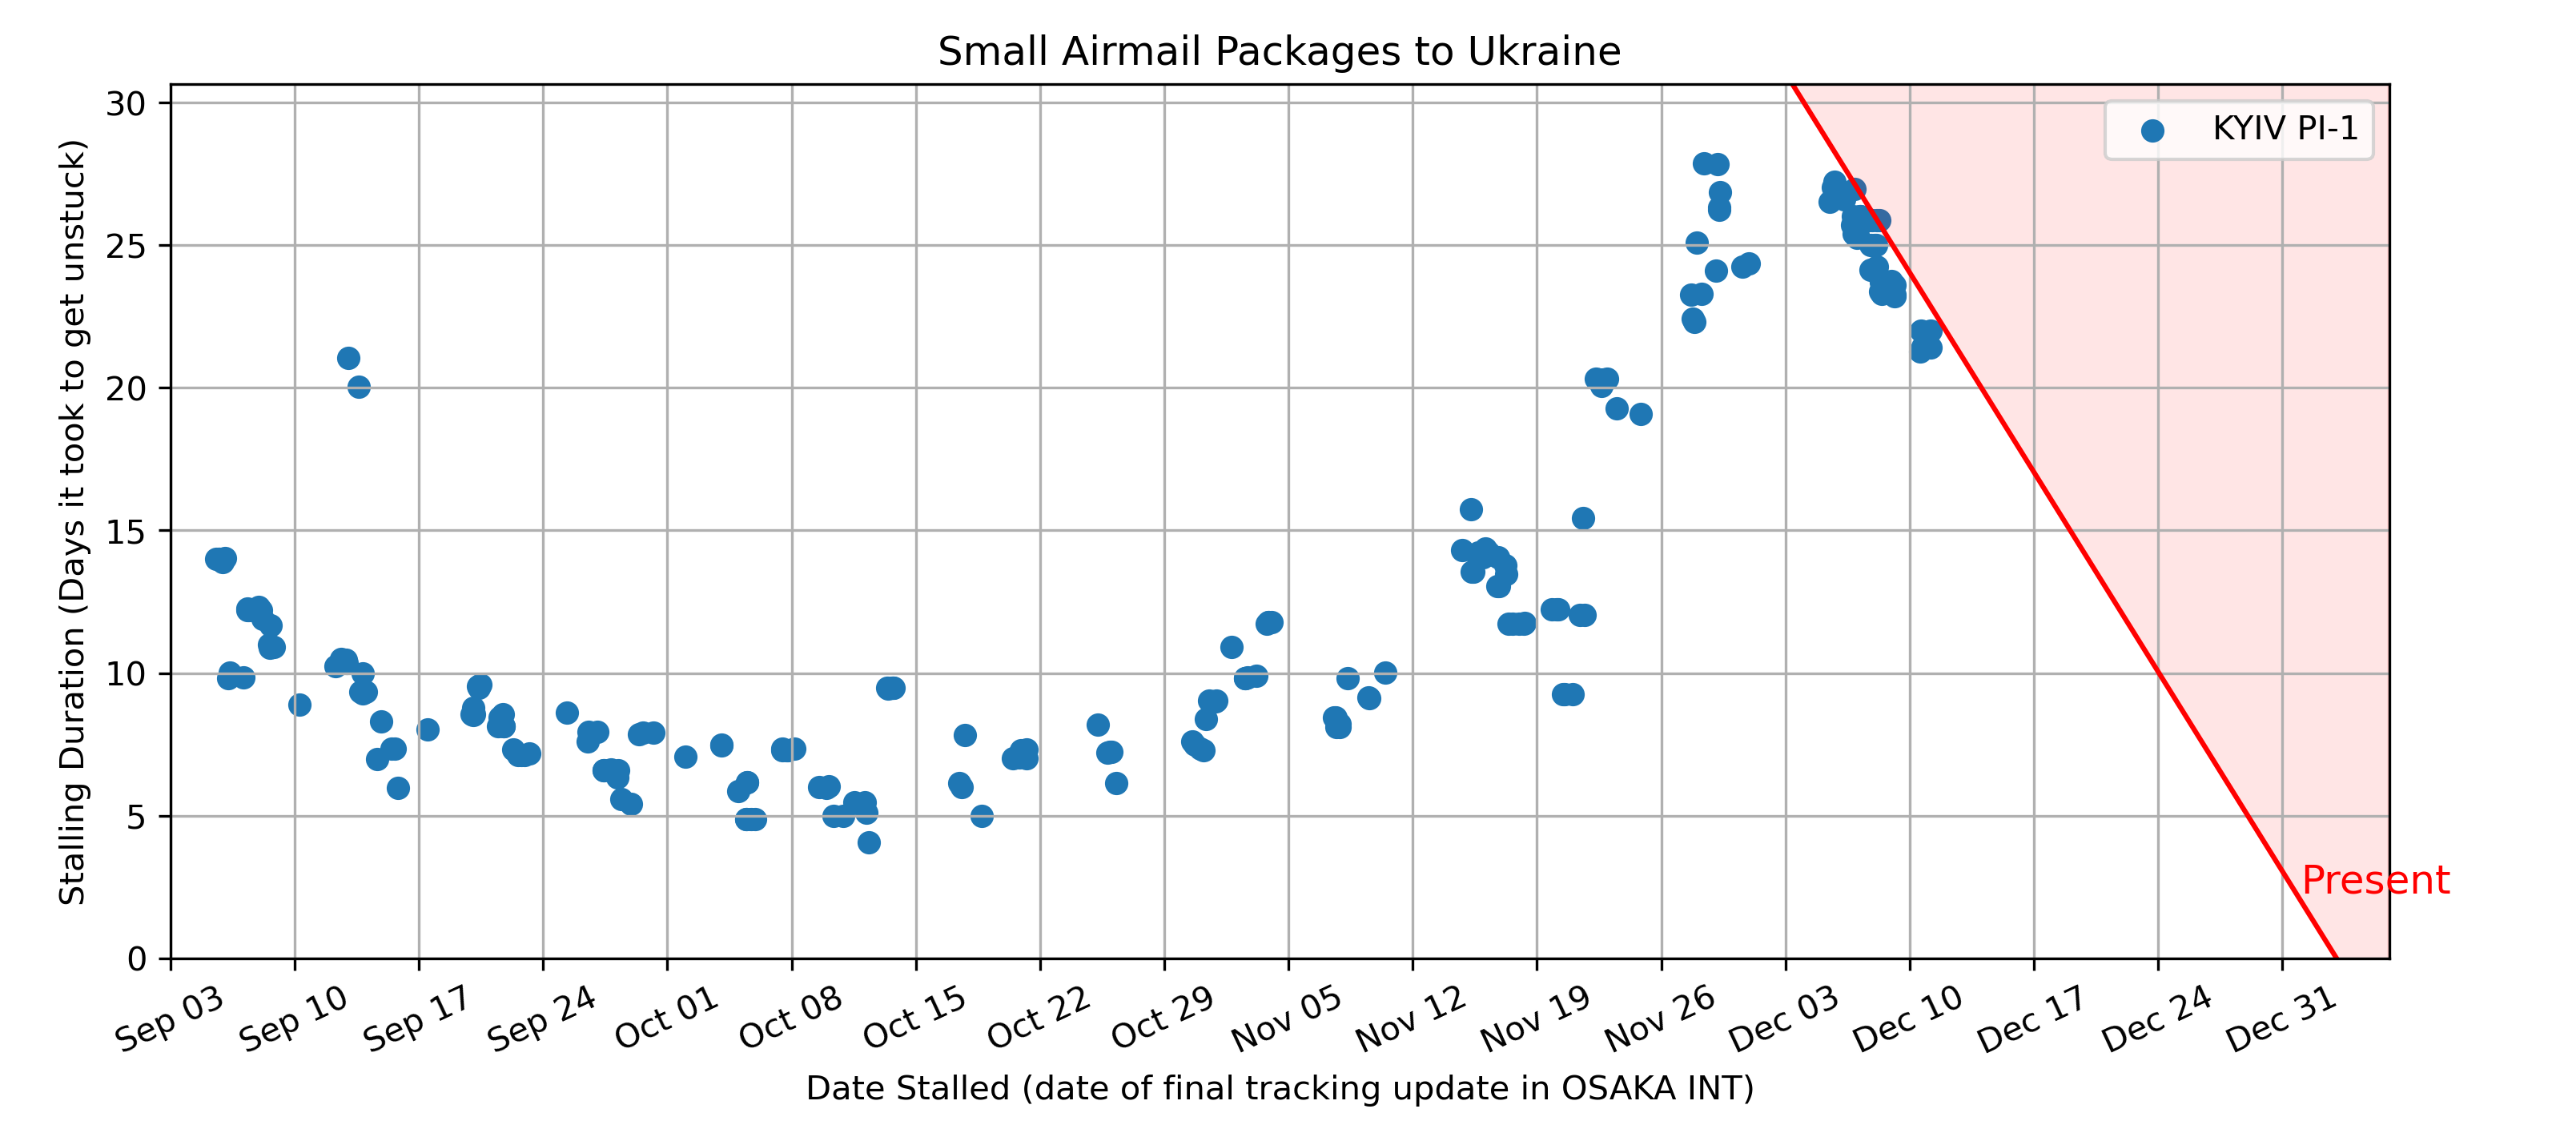 Small Airmail Packages to Ukraine
KYIV PI-1
Stalling Duration (Days it took to get unstuck)
30
25
20
15
10
5
0
Present
Sep 03
Sep 10
Sep 17
Sep 24
Oct 01
Oct 08
Oct 15
Oct 22
Oct 29
Nov 05
Nov 12
Nov 19
Nov 26
Dec 03
Dec 10
Dec 17
Dec 24
Dec 31
Date Stalled (date of final tracking update in OSAKA INT)